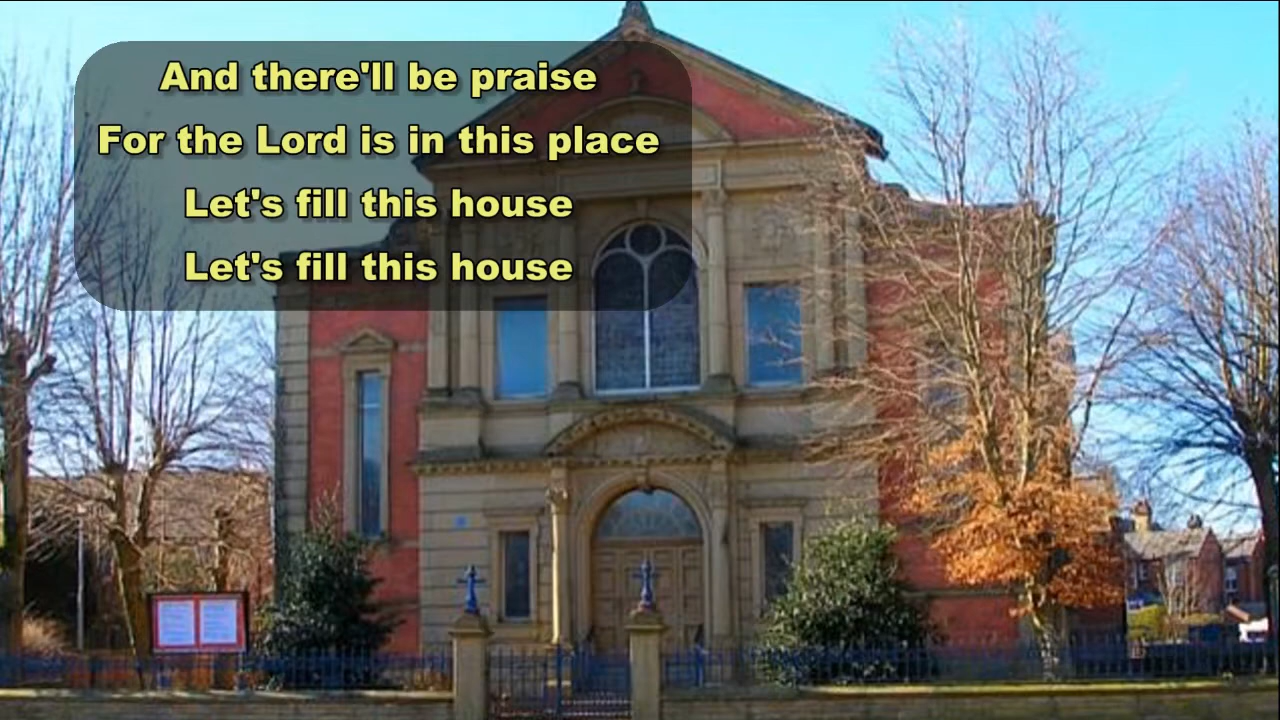 And there'll be praise
For the Lord is in this place
Let's fill this house
Let's fill this house